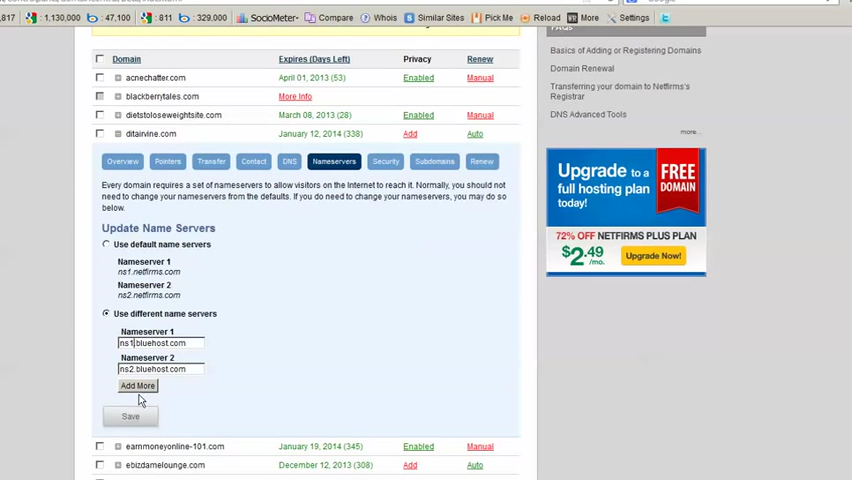 ,817
: 1,130,000
: 47,100
: 811
: 329,000
SocioMeter
Compare
Whois
Similar Sites
Pick Me
Reload
More
Settings
Domain Expires (Days Left) Privacy Renew
acnechatter.com April 01, 2013 (53) Enabled Manual
blackberrytales.com More Info
dietstoloseweightsite.com March 08, 2013 (28) Enabled Manual
ditairvine.com January 12, 2014 (338) Add Auto
Overview Pointers Transfer Contact DNS Nameservers Security Subdomains Renew
Every domain requires a set of nameservers to allow visitors on the Internet to reach it. Normally, you should not
need to change your nameservers from the defaults. If you do need to change your nameservers, you may do so
below.
Update Name Servers
Use default name servers
Nameserver 1
ns1.netfirms.com
Nameserver 2
ns2.netfirms.com
Use different name servers
Nameserver 1
ns1.bluehost.com
Nameserver 2
ns2.bluehost.com
Add More
Save
earnmoneyonline-101.com January 19, 2014 (345) Enabled Manual
ebizdamelounge.com December 12, 2013 (308) Add Auto
FAQs
Basics of Adding or Registering Domains
Domain Renewal
Transferring your domain to Netfirms's
Registrar
DNS Advanced Tools
more...
Upgrade to a
full hosting plan
today!
FREE
DOMAIN
72% OFF NETFIRMS PLUS PLAN
$2.49
/mo.
Upgrade Now!